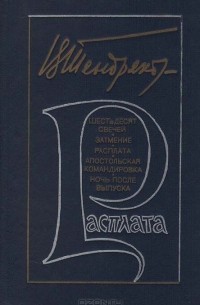 В Тендряков
ШЕСТЬДЕСЯТ
СВЕЧЕЙ
ЗАТМЕНИЕ
РАСПЛАТА
АПОСТОЛЬСКАЯ
КОМАНДИРОВКА
НОЧЬ ПОСЛЕ
ВЫПУСКА
Расплата